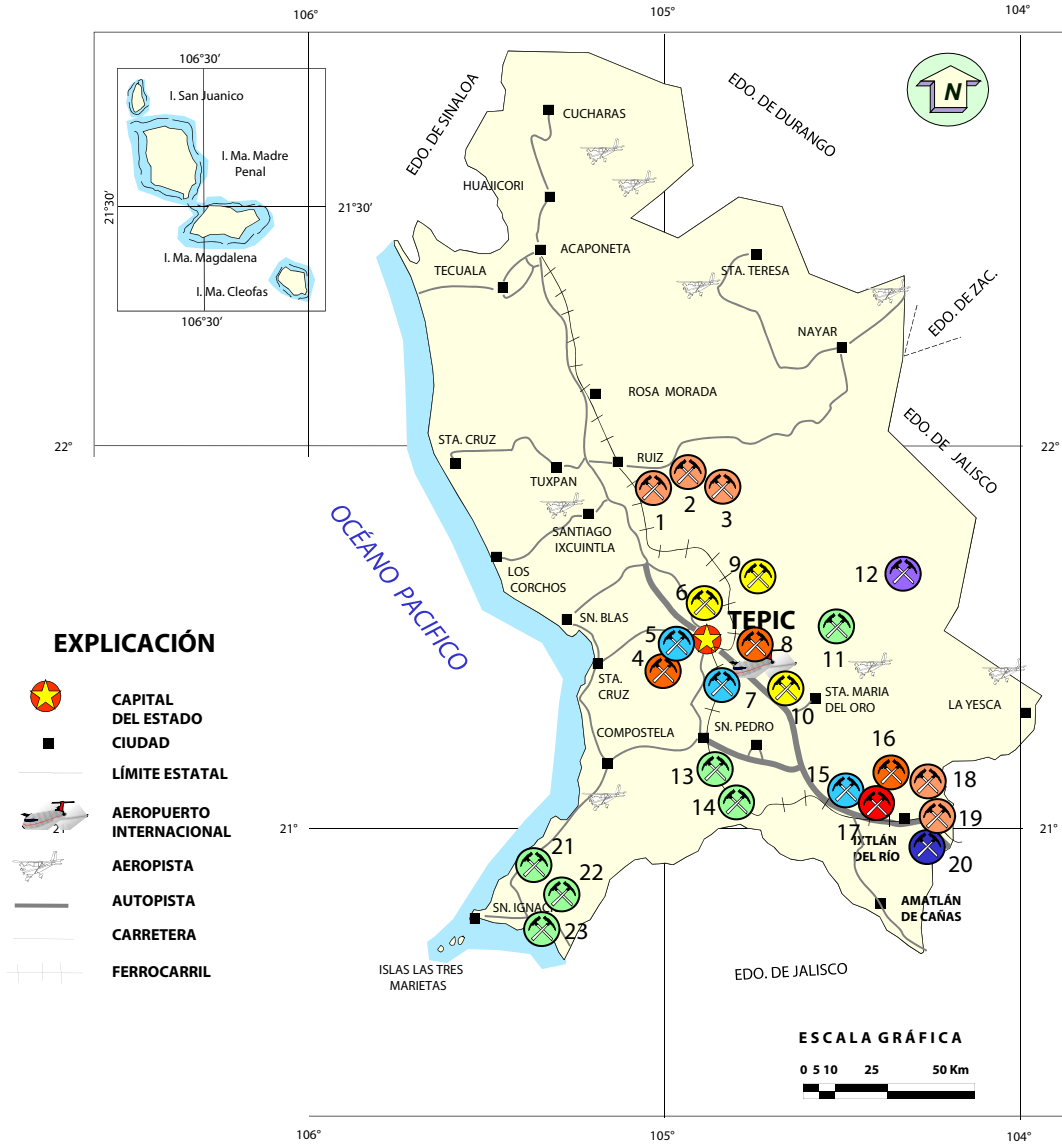 106°
105°
104°
106°30′
I. San Juanico
I. Ma. Madre
Penal
21°30′
21°30′
I. Ma. Magdalena
I. Ma. Cleofas
106°30′
EDO. DE SINALOA
EDO. DE DURANGO
N
CUCHARAS
HUAJICORI
ACAPONETA
TECUALA
STA. TERESA
EDO. DE ZAC.
NAYAR
ROSA MORADA
EDO. DE JALISCO
22°
22°
STA. CRUZ
RUIZ
TUXPAN
1
2
3
SANTIAGO
IXCUINTLA
OCÉANO PACIFICO
LOS
CORCHOS
9
12
6
SN. BLAS
TEPIC
5
8
11
4
STA.
CRUZ
7
10
STA. MARIA
DEL ORO
LA YESCA
SN. PEDRO
COMPOSTELA
13
14
15
16
18
17
19
IXTLÁN
DEL RÍO
20
21°
21°
21
22
SN. IGNAC
23
AMATLÁN
DE CAÑAS
ISLAS LAS TRES
MARIETAS
EDO. DE JALISCO
EXPLICACIÓN
CAPITAL
DEL ESTADO
CIUDAD
LÍMITE ESTATAL
AEROPUERTO
INTERNACIONAL
21
AEROPISTA
AUTOPISTA
CARRETERA
FERROCARRIL
ESCALA GRÁFICA
0 5 10 25 50 Km
106°
105°
104°